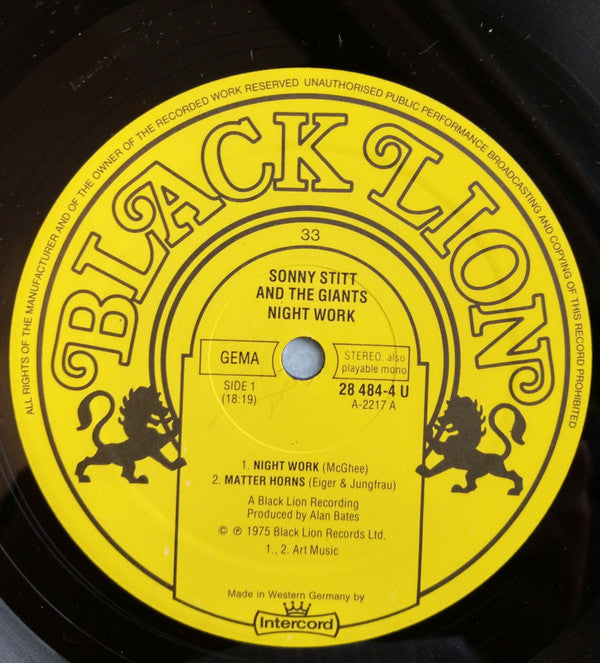 ALL RIGHTS OF THE MANUFACTURER AND OF THE OWNER OF THE RECORDED WORK RESERVED UNAUTHORISED PUBLIC PERFORMANCE BROADCASTING AND COPYING OF THIS RECORD PROHIBITED
BLACK LION
33
SONNY STITT
AND THE GIANTS
NIGHT WORK
GEMA
STEREO, also
playable mono
SIDE 1
(18:19)
28 484-4 U
A-2217 A
1. NIGHT WORK (McGhee)
2. MATTER HORNS (Eiger & Jungfrau)
A Black Lion Recording
Produced by Alan Bates
© ℗ 1975 Black Lion Records Ltd.
1., 2. Art Music
Made in Western Germany by
Intercord